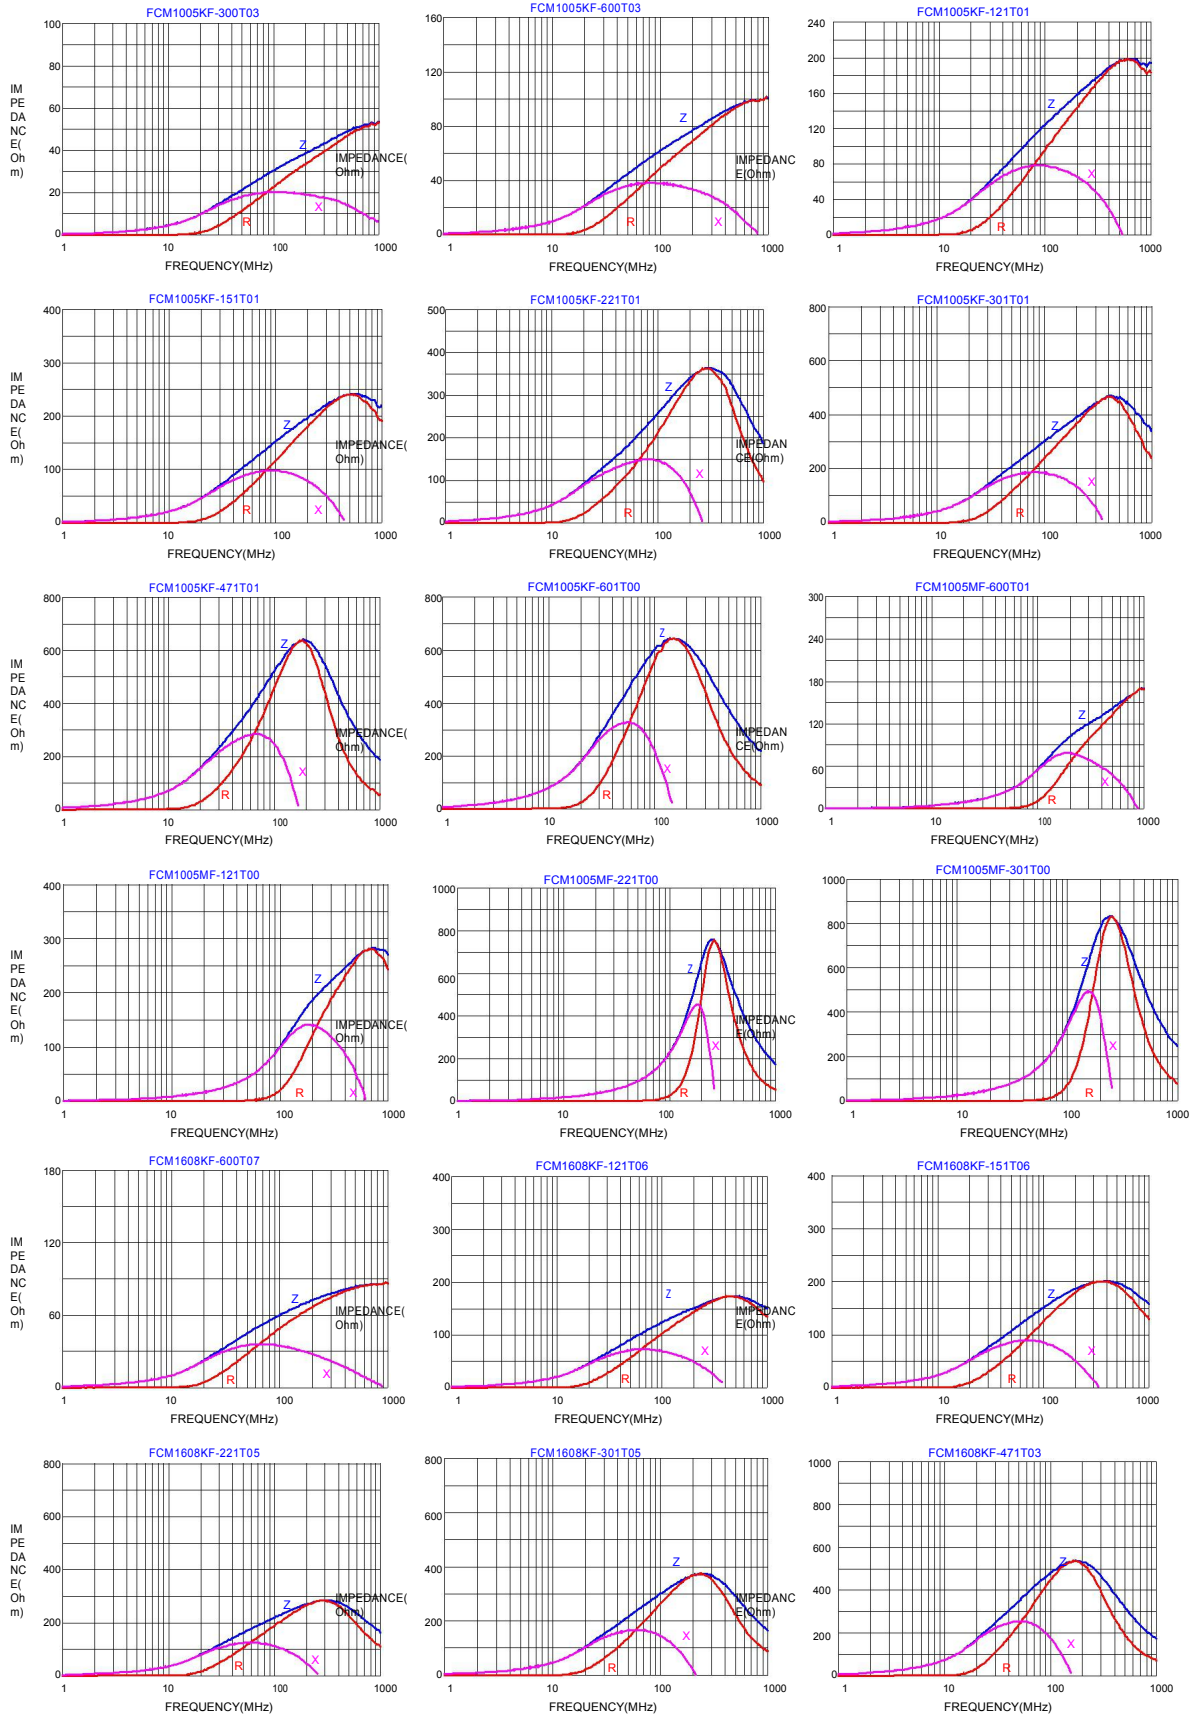 FCM1005KF-300T03
100
80
60
40
20
0
IM
PE
DA
NC
E(
Oh
m)
Z
R
X
IMPEDANCE(
Ohm)
1
10
100
1000
FREQUENCY(MHz)
FCM1005KF-600T03
160
120
80
40
0
Z
R
X
IMPEDANC
E(Ohm)
1
10
100
1000
FREQUENCY(MHz)
FCM1005KF-121T01
240
200
160
120
80
40
0
Z
R
X
1
10
100
1000
FREQUENCY(MHz)
FCM1005KF-151T01
400
300
200
100
0
IM
PE
DA
NC
E(
Oh
m)
Z
R
X
IMPEDANCE(
Ohm)
1
10
100
1000
FREQUENCY(MHz)
FCM1005KF-221T01
500
400
350
300
200
150
100
0
Z
R
X
IMPEDAN
CE(Ohm)
1
10
100
1000
FREQUENCY(MHz)
FCM1005KF-301T01
800
600
400
200
0
Z
R
X
1
10
100
1000
FREQUENCY(MHz)
FCM1005KF-471T01
800
600
400
200
0
IM
PE
DA
NC
E(
Oh
m)
Z
R
X
IMPEDANCE(
Ohm)
1
10
100
1000
FREQUENCY(MHz)
FCM1005KF-601T00
800
600
400
200
0
Z
R
X
IMPEDAN
CE(Ohm)
1
10
100
1000
FREQUENCY(MHz)
FCM1005MF-600T01
300
240
180
120
60
0
Z
R
X
1
10
100
1000
FREQUENCY(MHz)
FCM1005MF-121T00
400
300
200
100
0
IM
PE
DA
NC
E(
Oh
m)
Z
R
X
IMPEDANCE(
Ohm)
1
10
100
1000
FREQUENCY(MHz)
FCM1005MF-221T00
1000
800
600
400
200
0
Z
R
X
IMPEDANC
E(Ohm)
1
10
100
1000
FREQUENCY(MHz)
FCM1005MF-301T00
1000
800
600
400
200
0
Z
R
X
1
10
100
1000
FREQUENCY(MHz)
FCM1608KF-600T07
180
120
60
0
IM
PE
DA
NC
E(
Oh
m)
Z
R
X
IMPEDANCE(
Ohm)
1
10
100
1000
FREQUENCY(MHz)
FCM1608KF-121T06
400
300
200
100
0
Z
R
X
IMPEDANC
E(Ohm)
1
10
100
1000
FREQUENCY(MHz)
FCM1608KF-151T06
400
300
200
100
0
Z
R
X
1
10
100
1000
FREQUENCY(MHz)
FCM1608KF-221T05
800
400
200
0
IM
PE
DA
NC
E(
Oh
m)
Z
R
X
IMPEDANCE(
Ohm)
1
10
100
1000
FREQUENCY(MHz)
FCM1608KF-301T05
800
600
400
200
0
Z
R
X
IMPEDANC
E(Ohm)
1
10
100
1000
FREQUENCY(MHz)
FCM1608KF-471T03
1000
800
600
400
200
0
Z
R
X
1
10
100
1000
FREQUENCY(MHz)